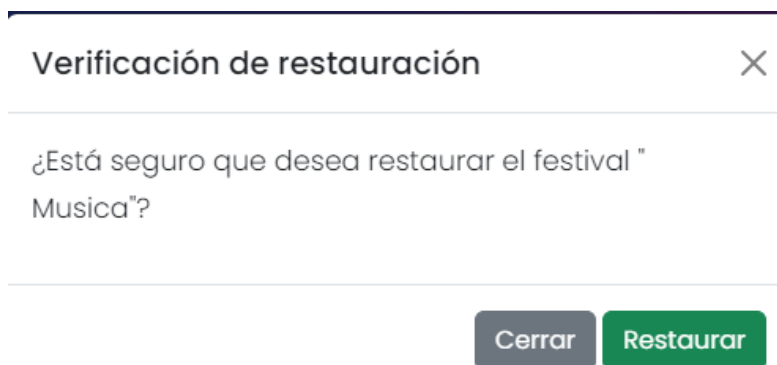 Verificación de restauración
¿Está seguro que desea restaurar el festival "
Musica"?
Cerrar
Restaurar